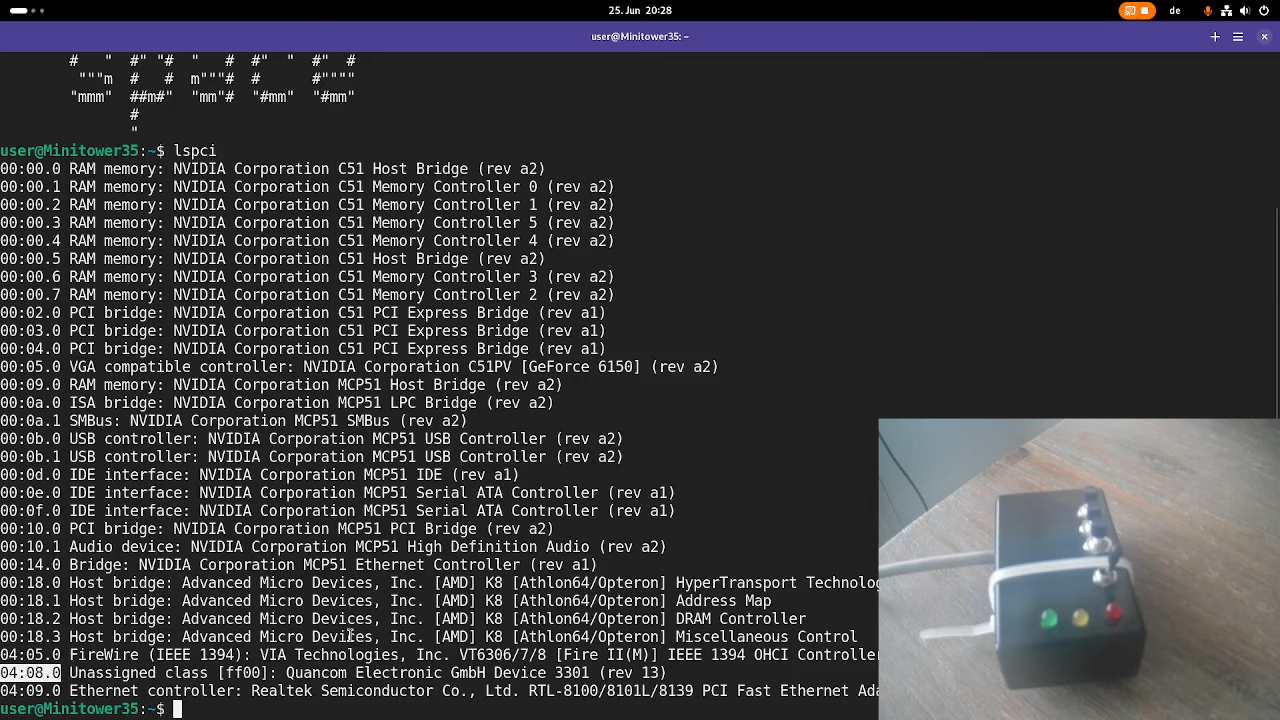 25. Jun 20:28
de
user@Minitower35: ~
user@Minitower35:~$ lspci
00:00.0 RAM memory: NVIDIA Corporation C51 Host Bridge (rev a2)
00:00.1 RAM memory: NVIDIA Corporation C51 Memory Controller 0 (rev a2)
00:00.2 RAM memory: NVIDIA Corporation C51 Memory Controller 1 (rev a2)
00:00.3 RAM memory: NVIDIA Corporation C51 Memory Controller 5 (rev a2)
00:00.4 RAM memory: NVIDIA Corporation C51 Memory Controller 4 (rev a2)
00:00.5 RAM memory: NVIDIA Corporation C51 Host Bridge (rev a2)
00:00.6 RAM memory: NVIDIA Corporation C51 Memory Controller 3 (rev a2)
00:00.7 RAM memory: NVIDIA Corporation C51 Memory Controller 2 (rev a2)
00:02.0 PCI bridge: NVIDIA Corporation C51 PCI Express Bridge (rev a1)
00:03.0 PCI bridge: NVIDIA Corporation C51 PCI Express Bridge (rev a1)
00:04.0 PCI bridge: NVIDIA Corporation C51 PCI Express Bridge (rev a1)
00:05.0 VGA compatible controller: NVIDIA Corporation C51PV [GeForce 6150] (rev a2)
00:09.0 RAM memory: NVIDIA Corporation MCP51 Host Bridge (rev a2)
00:0a.0 ISA bridge: NVIDIA Corporation MCP51 LPC Bridge (rev a2)
00:0a.1 SMBus: NVIDIA Corporation MCP51 SMBus (rev a2)
00:0b.0 USB controller: NVIDIA Corporation MCP51 USB Controller (rev a2)
00:0b.1 USB controller: NVIDIA Corporation MCP51 USB Controller (rev a2)
00:0d.0 IDE interface: NVIDIA Corporation MCP51 IDE (rev a1)
00:0e.0 IDE interface: NVIDIA Corporation MCP51 Serial ATA Controller (rev a1)
00:0f.0 IDE interface: NVIDIA Corporation MCP51 Serial ATA Controller (rev a1)
00:10.0 PCI bridge: NVIDIA Corporation MCP51 PCI Bridge (rev a2)
00:10.1 Audio device: NVIDIA Corporation MCP51 High Definition Audio (rev a2)
00:14.0 Bridge: NVIDIA Corporation MCP51 Ethernet Controller (rev a1)
00:18.0 Host bridge: Advanced Micro Devices, Inc. [AMD] K8 [Athlon64/Opteron] HyperTransport Technolog
00:18.1 Host bridge: Advanced Micro Devices, Inc. [AMD] K8 [Athlon64/Opteron] Address Map
00:18.2 Host bridge: Advanced Micro Devices, Inc. [AMD] K8 [Athlon64/Opteron] DRAM Controller
00:18.3 Host bridge: Advanced Micro Devices, Inc. [AMD] K8 [Athlon64/Opteron] Miscellaneous Control
04:05.0 FireWire (IEEE 1394): VIA Technologies, Inc. VT6306/7/8 [Fire II(M)] IEEE 1394 OHCI Controller
04:08.0 Unassigned class [ff00]: Quancom Electronic GmbH Device 3301 (rev 13)
04:09.0 Ethernet controller: Realtek Semiconductor Co., Ltd. RTL-8100/8101L/8139 PCI Fast Ethernet Ada
user@Minitower35:~$